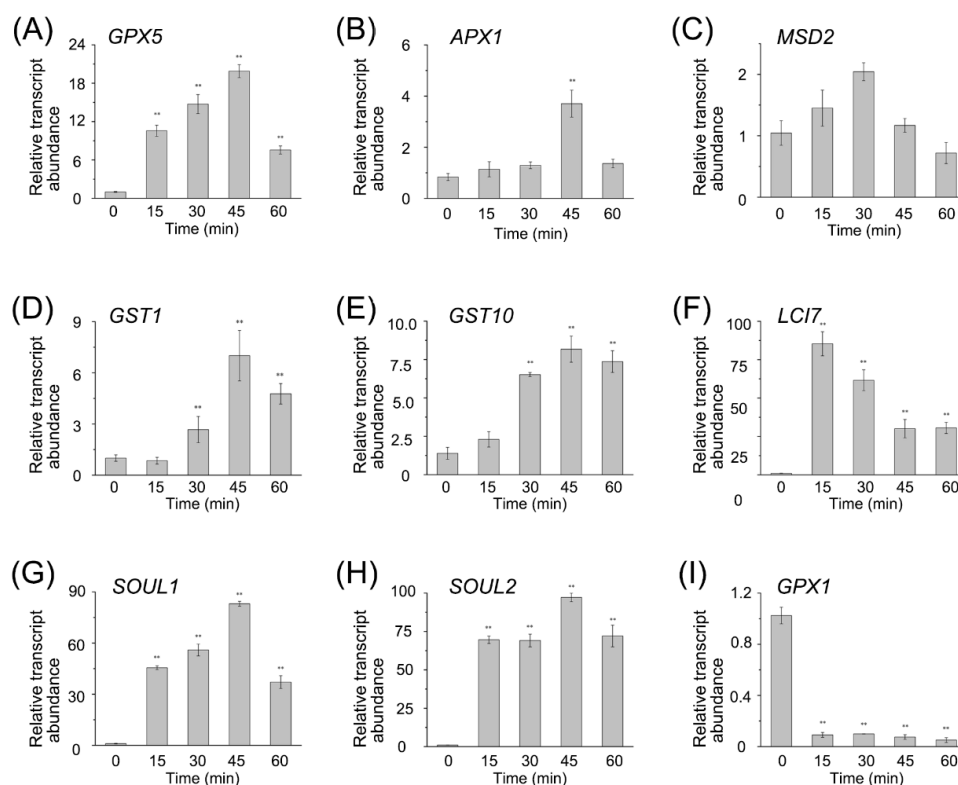 (A) GPX5
Relative transcript
abundance
24
18
12
6
0
**
**
**
**
0 15 30 45 60
Time (min)
(B) APX1
Relative transcript
abundance
6
4
2
0
**
0 15 30 45 60
Time (min)
(C) MSD2
Relative transcript
abundance
2
1
0
0 15 30 45 60
Time (min)
(D) GST1
Relative transcript
abundance
9
6
3
0
**
**
**
0 15 30 45 60
Time (min)
(E) GST10
Relative transcript
abundance
10.0
7.5
5.0
2.5
0
**
**
**
0 15 30 45 60
Time (min)
(F) LCI7
Relative transcript
abundance
100
75
50
25
0
**
**
**
**
0 15 30 45 60
Time (min)
(G) SOUL1
Relative transcript
abundance
90
60
30
0
**
**
**
**
0 15 30 45 60
Time (min)
(H) SOUL2
Relative transcript
abundance
100
75
50
25
0
**
**
**
**
0 15 30 45 60
Time (min)
(I) GPX1
Relative transcript
abundance
1.2
0.8
0.4
0
**
**
**
**
0 15 30 45 60
Time (min)